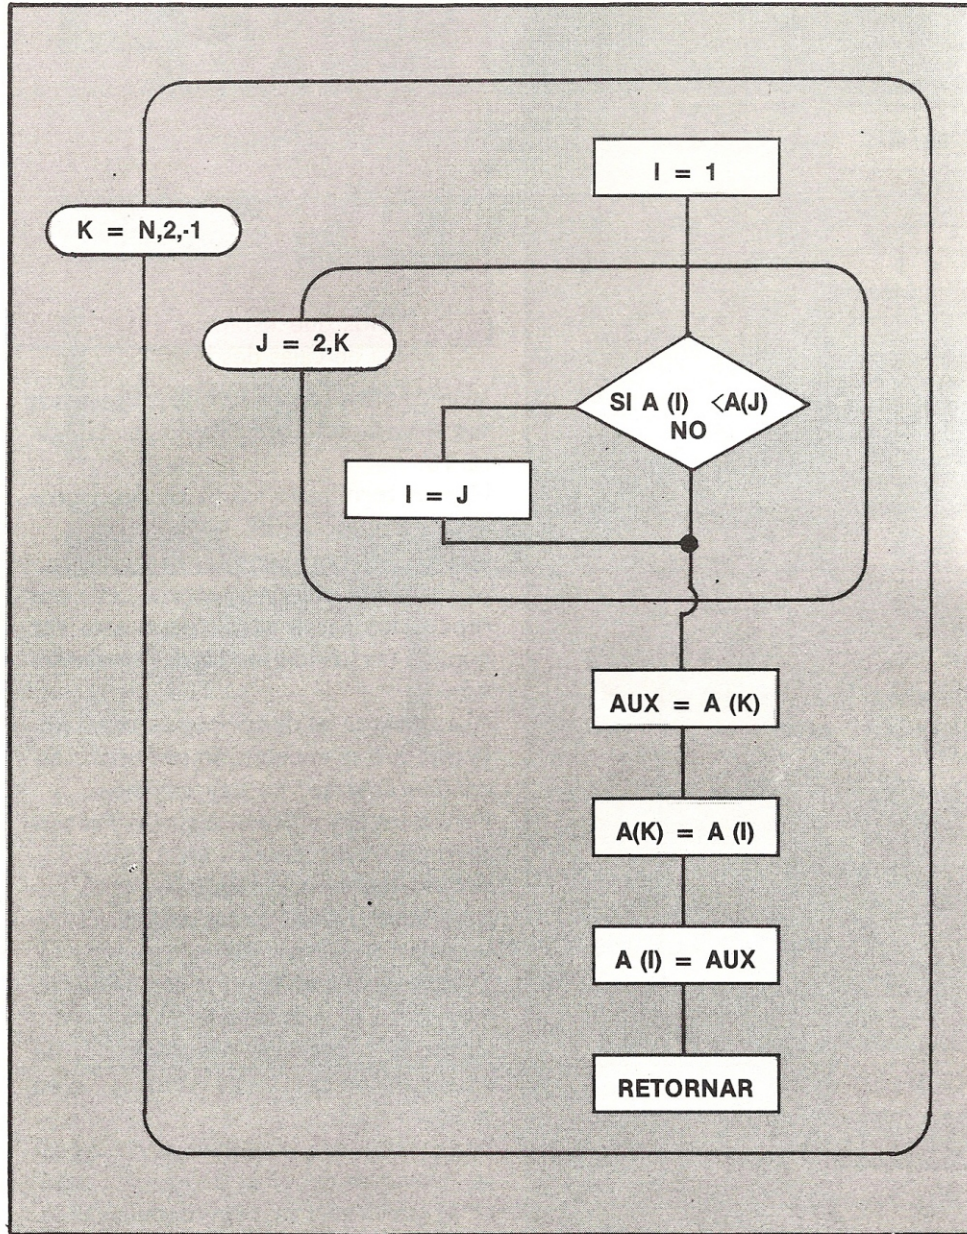 I = 1
K = N,2,-1
J = 2,K
SI A (I) <A(J)
NO
I = J
AUX = A (K)
A(K) = A (I)
A (I) = AUX
RETORNAR